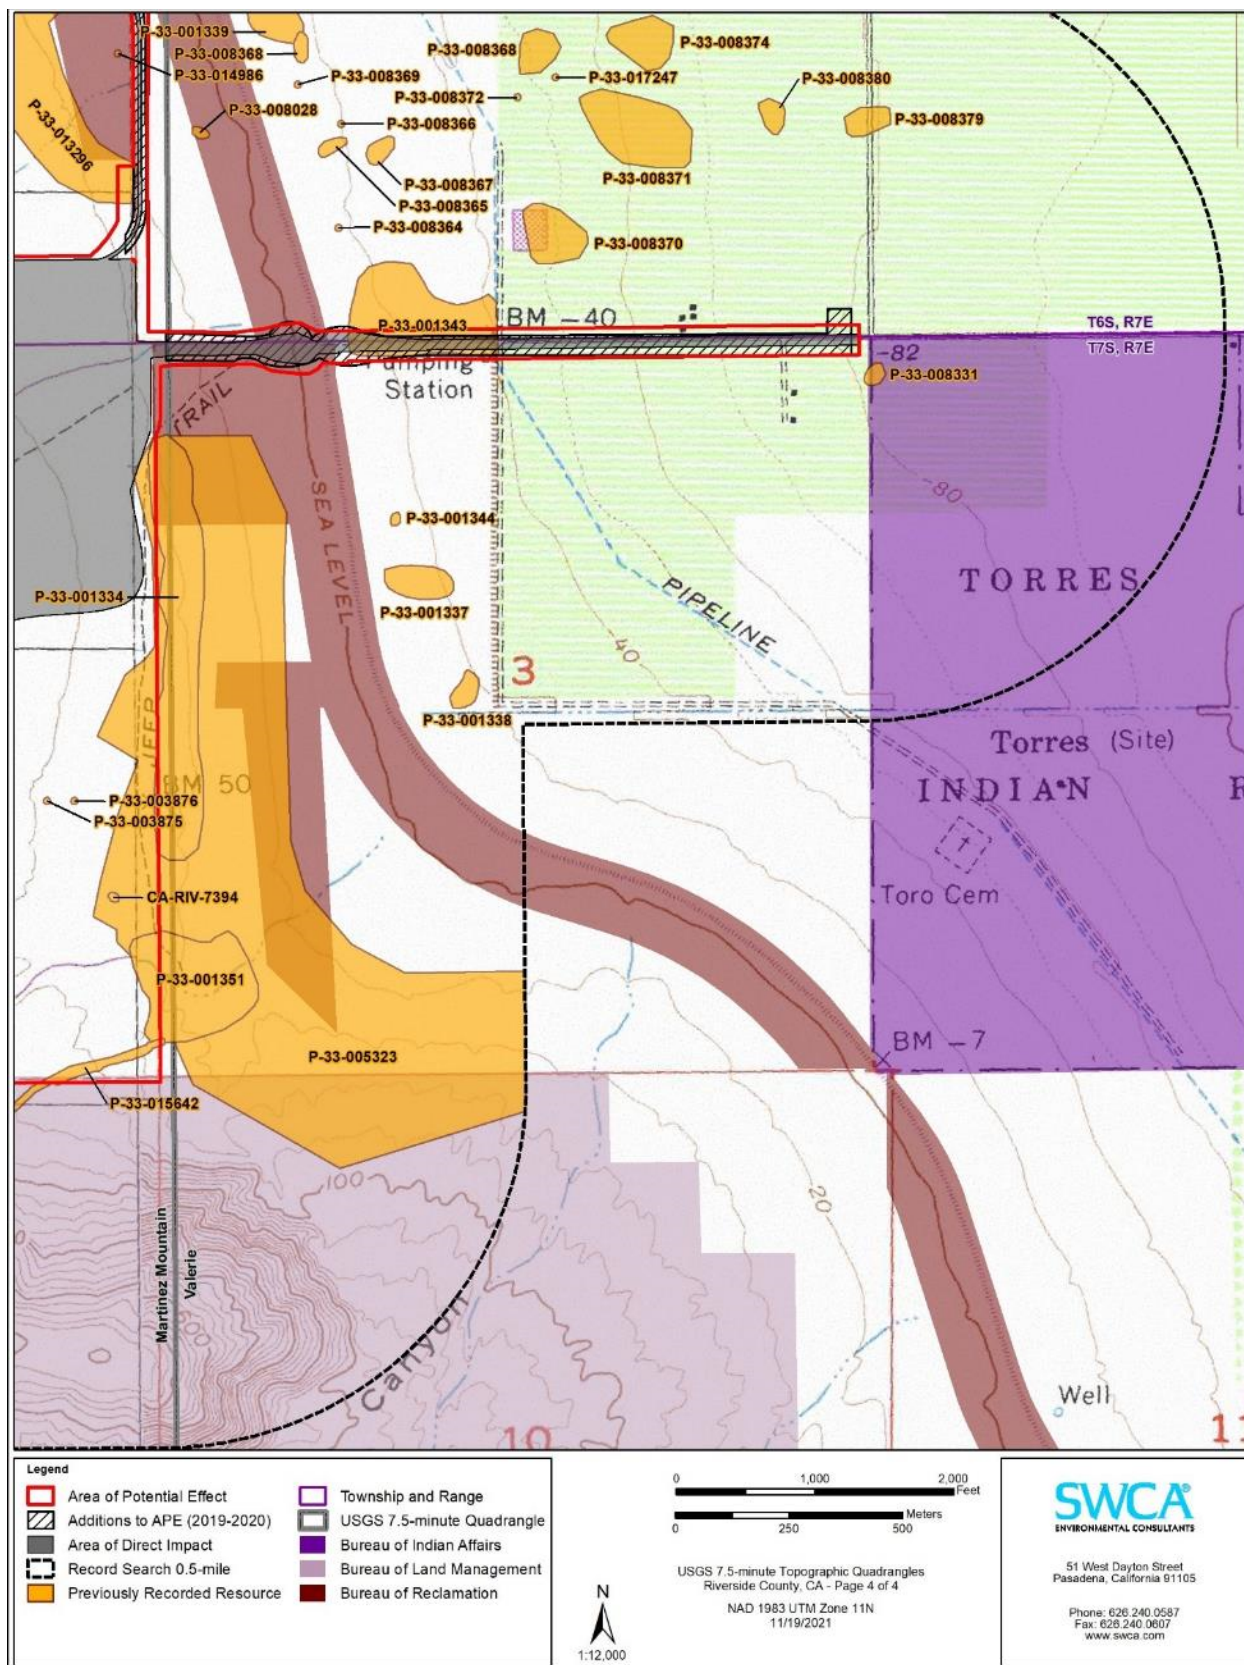 P-33-001339
P-33-008368
P-33-014986
P-33-008369
P-33-008028
P-33-008366
P-33-013296
P-33-008367
P-33-008365
P-33-008364
P-33-008368
P-33-008374
P-33-017247
P-33-008372
P-33-008380
P-33-008379
P-33-008371
P-33-008370
P-33-001343
BM -40
T6S, R7E
T7S, R7E
-82
P-33-008331
Pumping
Station
TRAIL
SEA LEVEL
-80
P-33-001344
P-33-001334
P-33-001337
TORRES
PIPELINE
40
3
P-33-001338
Torres (Site)
INDIAN
R
JEEP
BM 50
P-33-003876
P-33-003875
Toro Cem
CA-RIV-7394
P-33-001351
P-33-005323
BM -7
P-33-015642
100
20
Martinez Mountain
Valerie
Canyon
Well
10
11
Legend
Area of Potential Effect
Additions to APE (2019-2020)
Area of Direct Impact
Record Search 0.5-mile
Previously Recorded Resource
Township and Range
USGS 7.5-minute Quadrangle
Bureau of Indian Affairs
Bureau of Land Management
Bureau of Reclamation
0 1,000 2,000
Feet
Meters
0 250 500
USGS 7.5-minute Topographic Quadrangles
Riverside County, CA - Page 4 of 4
NAD 1983 UTM Zone 11N
11/19/2021
N
1:12,000
SWCA®
ENVIRONMENTAL CONSULTANTS
51 West Dayton Street
Pasadena, California 91105
Phone: 626.240.0587
Fax: 626.240.0607
www.swca.com